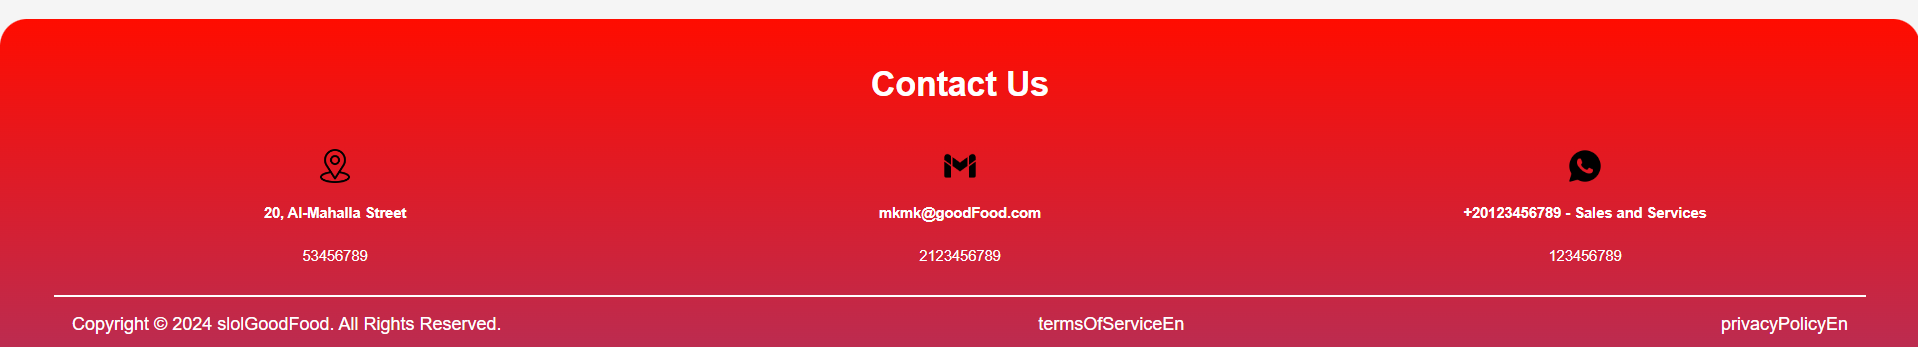 Contact Us
20, Al-Mahalla Street
53456789
mkmk@goodFood.com
2123456789
+20123456789 - Sales and Services
123456789
Copyright © 2024 slolGoodFood. All Rights Reserved.
termsOfServiceEn
privacyPolicyEn